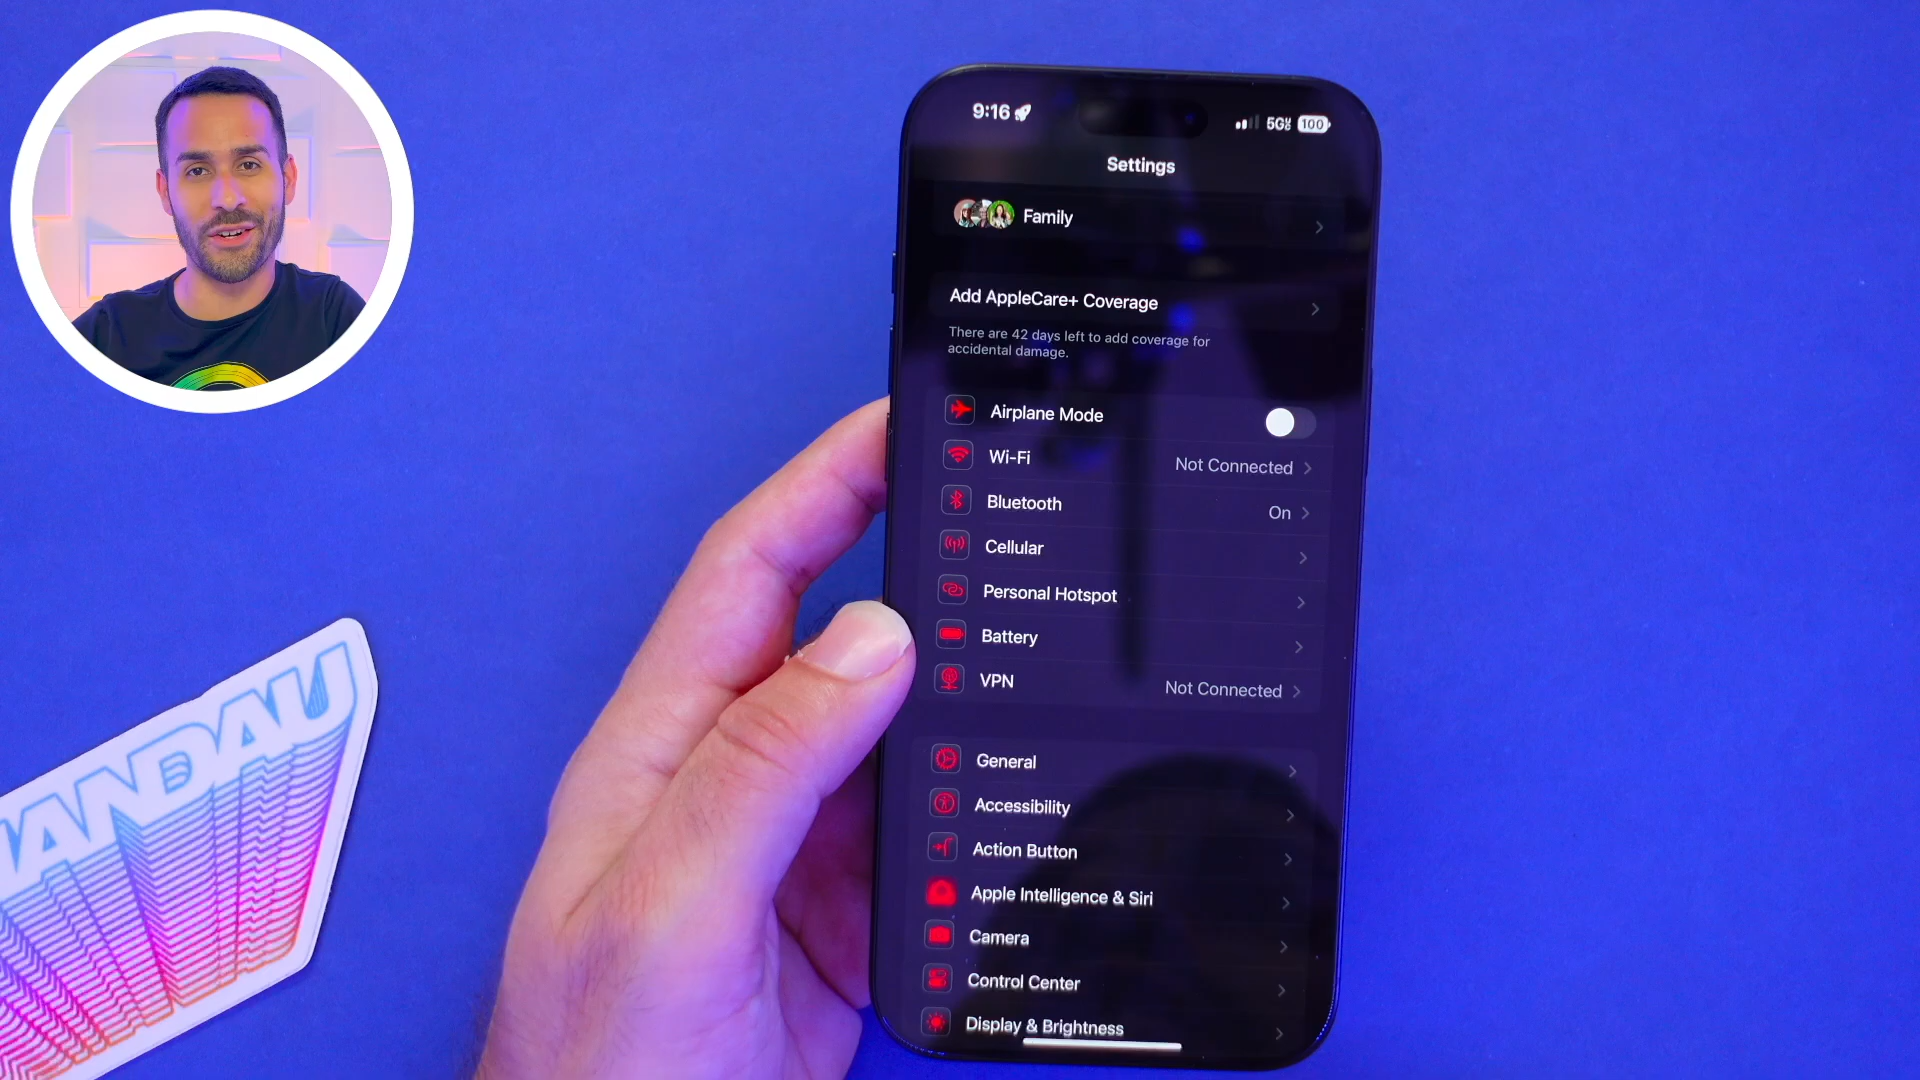 9:16
5G
100
Settings
Family
Add AppleCare+ Coverage
There are 42 days left to add coverage for
accidental damage.
Airplane Mode
Wi-Fi
Not Connected
Bluetooth
On
Cellular
Personal Hotspot
Battery
VPN
Not Connected
General
Accessibility
Action Button
Apple Intelligence & Siri
Camera
Control Center
Display & Brightness